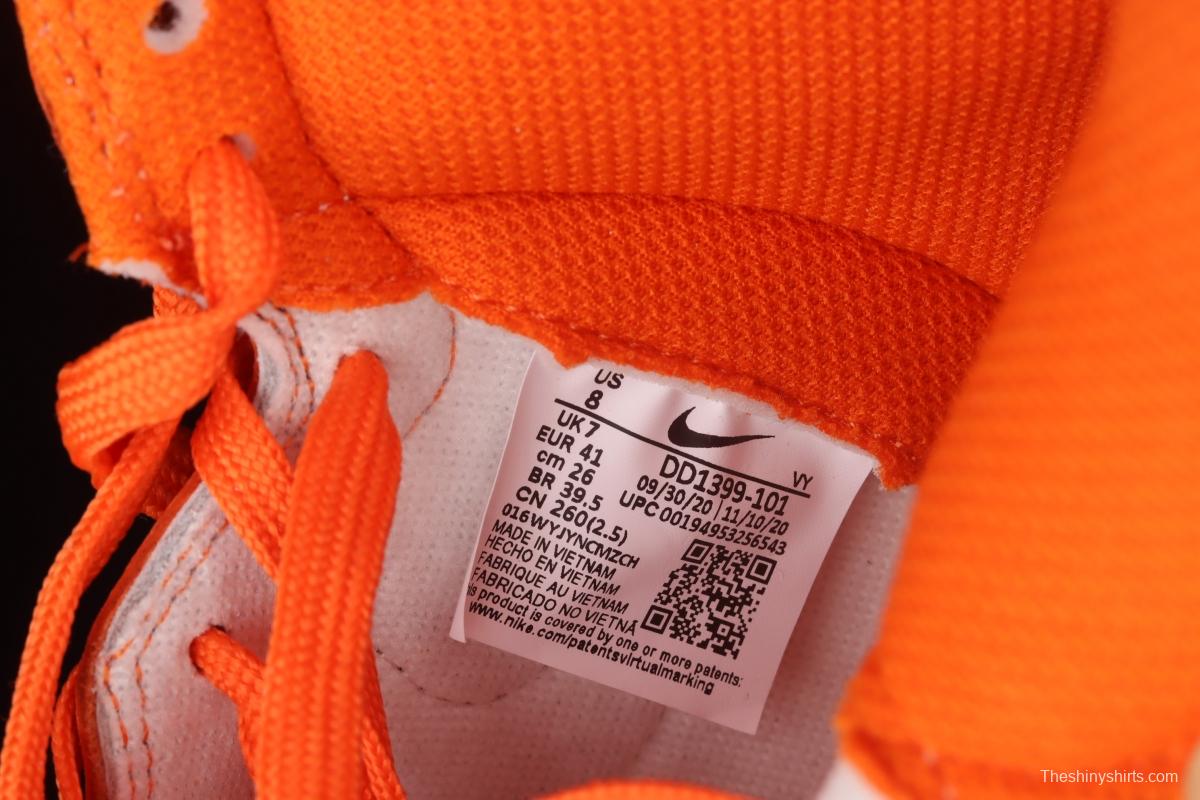 US
8
UK 7
EUR 41
cm 26
BR 39.5
CN 260(2.5)
016WYJYNCMZCH
MADE IN VIETNAM
HECHO EN VIETNAM
FABRIQUE AU VIETNAM
FABRICADO NO VIETNÃ
is product is covered by one or more patents:
www.nike.com/patentsvirtualmarking
VY
DD1399-101
09/30/20 | 11/10/20
UPC 00194953256543
Theshinyshirts.com